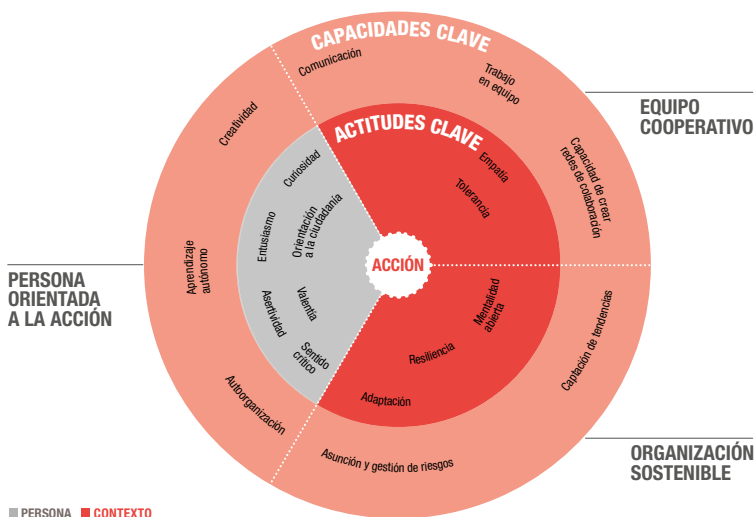 CAPACIDADES CLAVE
Comunicación
Trabajo
en equipo
Capacidad de crear
redes de colaboración
EQUIPO
COOPERATIVO
Creatividad
Aprendizaje
autónomo
Autoorganización
PERSONA
ORIENTADA
A LA ACCIÓN
ACTITUDES CLAVE
Empatía
Tolerancia
Curiosidad
Orientación
a la ciudadanía
Entusiasmo
Valentía
Asertividad
Sentido
crítico
ACCIÓN
Mentalidad
abierta
Resiliencia
Adaptación
Captación de tendencias
Asunción y gestión de riesgos
ORGANIZACIÓN
SOSTENIBLE
PERSONA
CONTEXTO